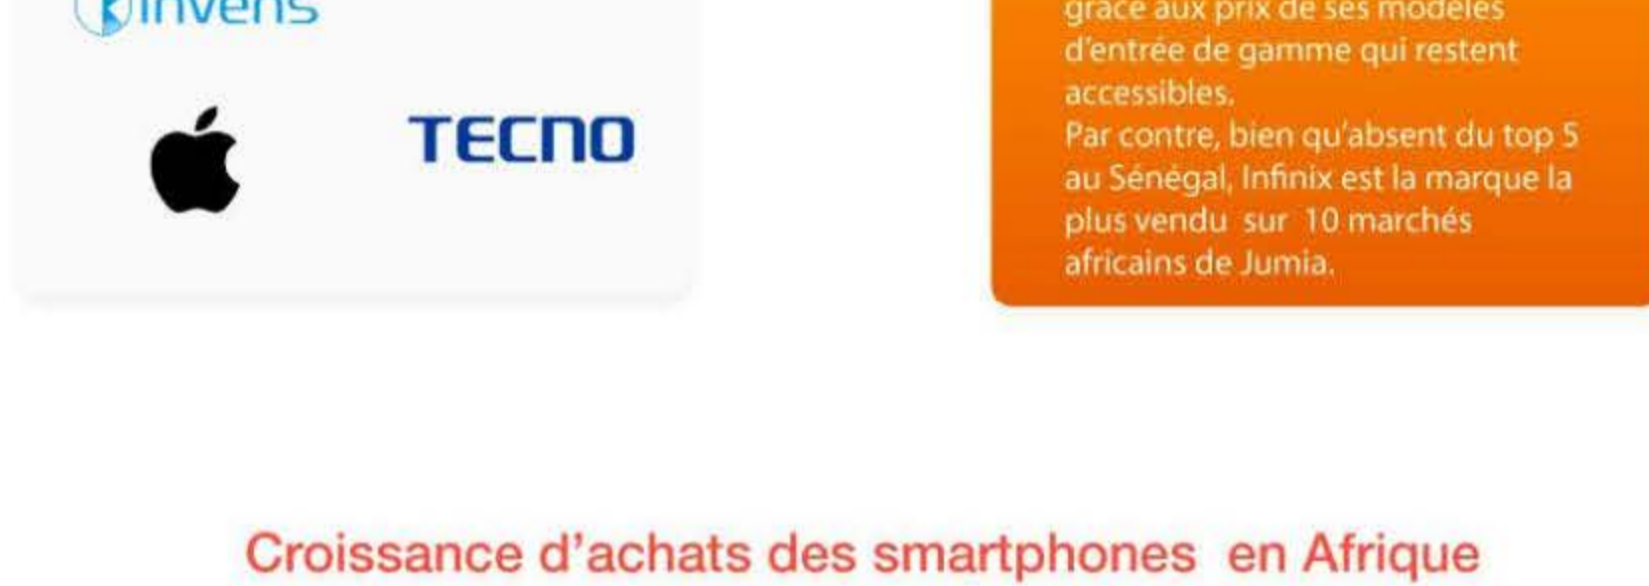 invens
TECNO
grâce aux prix de ses modèles
d'entrée de gamme qui restent
accessibles.
Par contre, bien qu'absent du top 5
au Sénégal, Infinix est la marque la
plus vendu sur 10 marchés
africains de Jumia.
Croissance d'achats des smartphones en Afrique